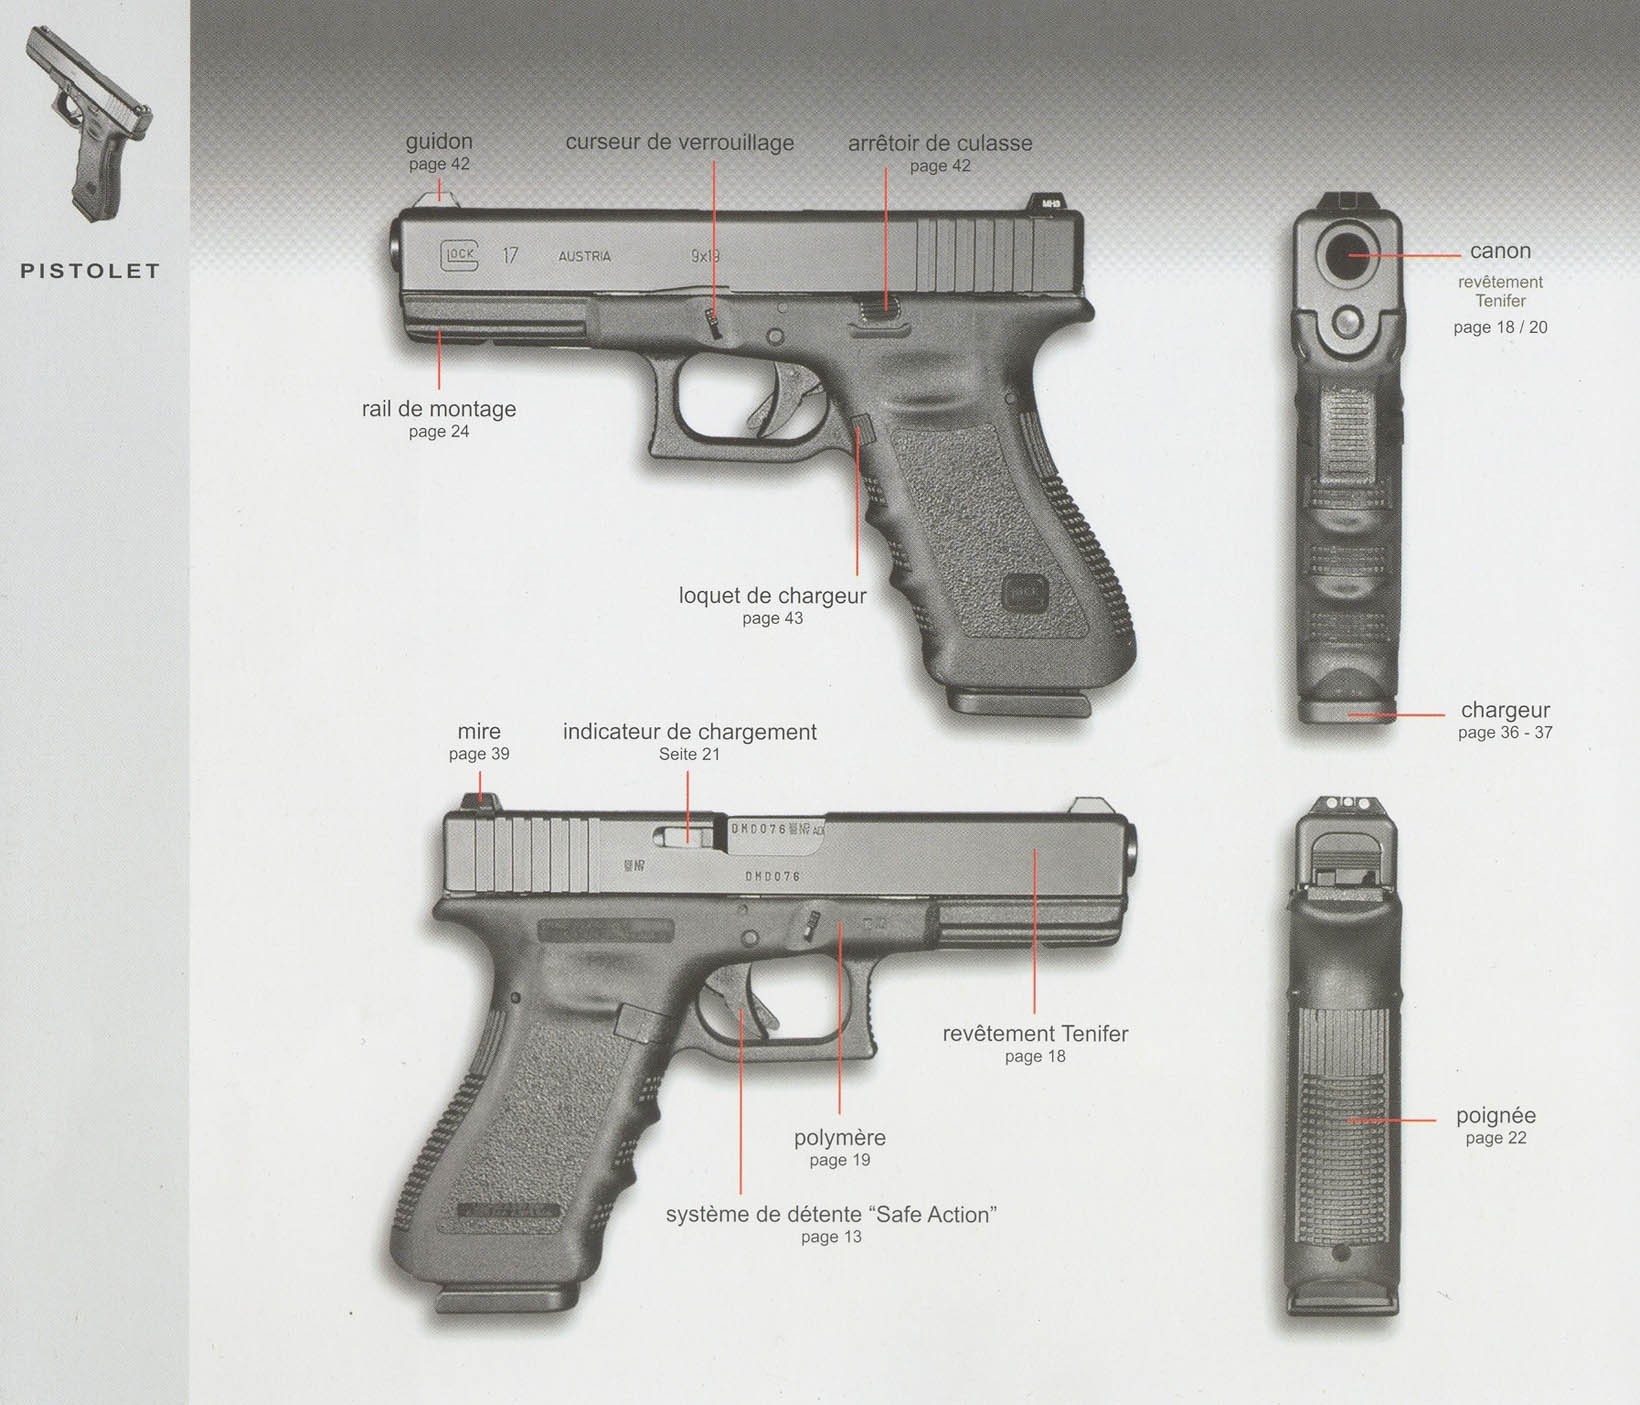 PISTOLET
guidon
page 42
curseur de verrouillage
arrêtoir de culasse
page 42
MH3
GLOCK 17 AUSTRIA 9x19
canon
revêtement
Tenifer
page 18 / 20
rail de montage
page 24
loquet de chargeur
page 43
GLOCK
chargeur
page 36 - 37
mire
page 39
indicateur de chargement
Seite 21
DMD076
DMD076
revêtement Tenifer
page 18
polymère
page 19
système de détente “Safe Action”
page 13
poignée
page 22